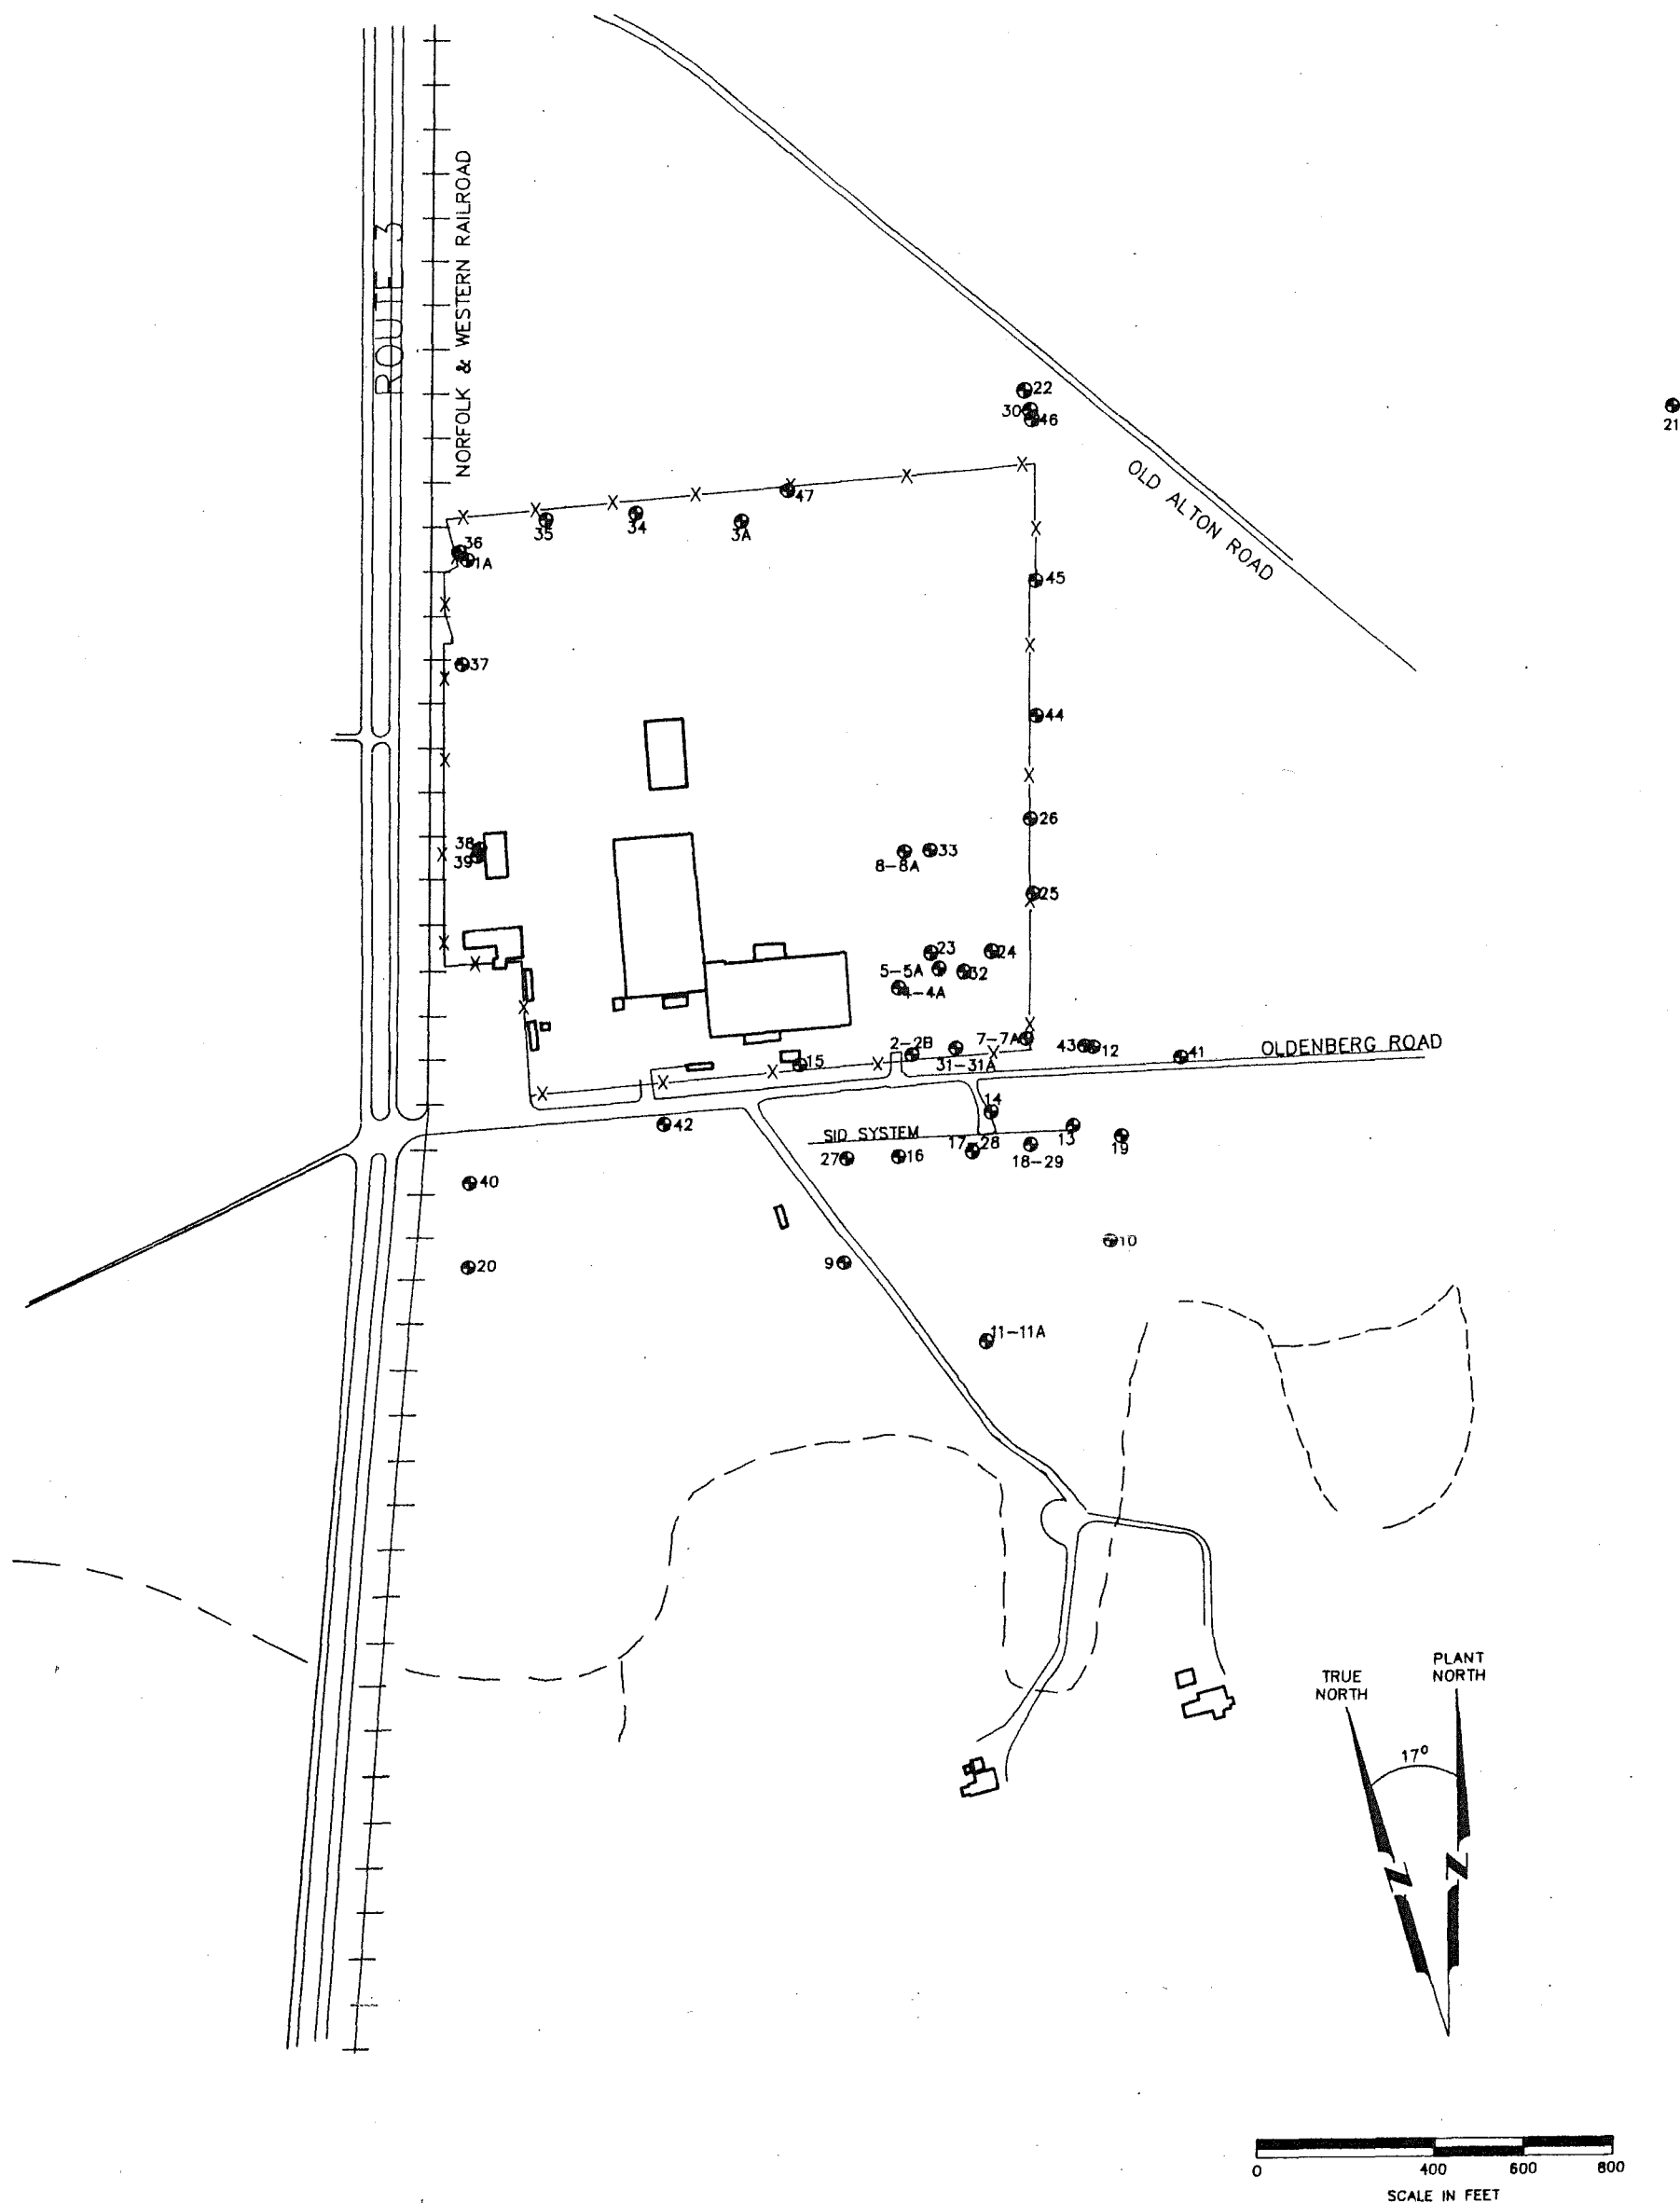 ROUTE 3
NORFOLK & WESTERN RAILROAD
22
30
46
21
OLD ALTON ROAD
47
34
35
3A
36
1A
45
37
44
26
38
39
8-8A
33
25
23
24
5-5A
32
4-4A
2-2B
7-7A
43
12
41
OLDENBERG ROAD
31-31A
15
14
42
SID SYSTEM
13
19
17-28
27
16
18-29
40
10
20
9
11-11A
TRUE
NORTH
PLANT
NORTH
17°
N
N
0
400
600
800
SCALE IN FEET